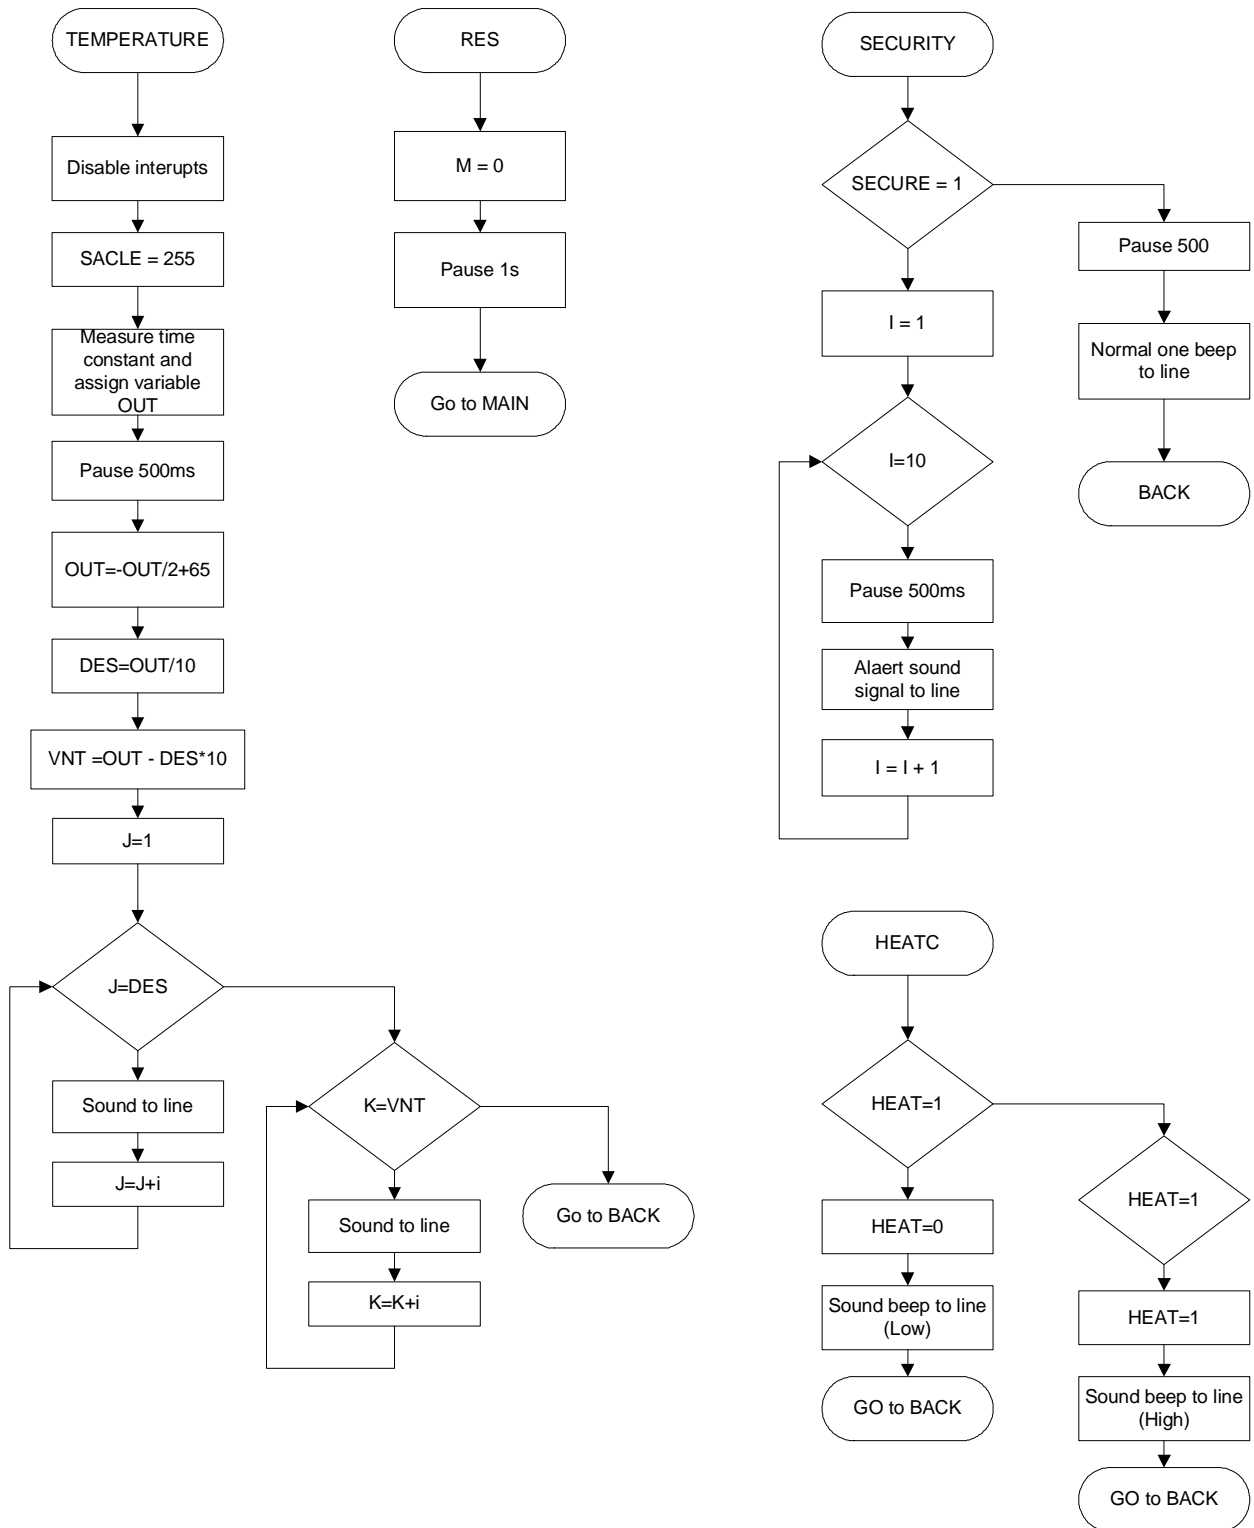 TEMPERATURE
Disable interupts
SACLE = 255
Measure time
constant and
assign variable
OUT
Pause 500ms
OUT=-OUT/2+65
DES=OUT/10
VNT =OUT - DES*10
J=1
J=DES
Sound to line
J=J+i
K=VNT
Sound to line
K=K+i
Go to BACK
RES
M = 0
Pause 1s
Go to MAIN
SECURITY
SECURE = 1
I = 1
I=10
Pause 500ms
Alaert sound
signal to line
I = I + 1
Pause 500
Normal one beep
to line
BACK
HEATC
HEAT=1
HEAT=0
Sound beep to line
(Low)
GO to BACK
HEAT=1
HEAT=1
Sound beep to line
(High)
GO to BACK